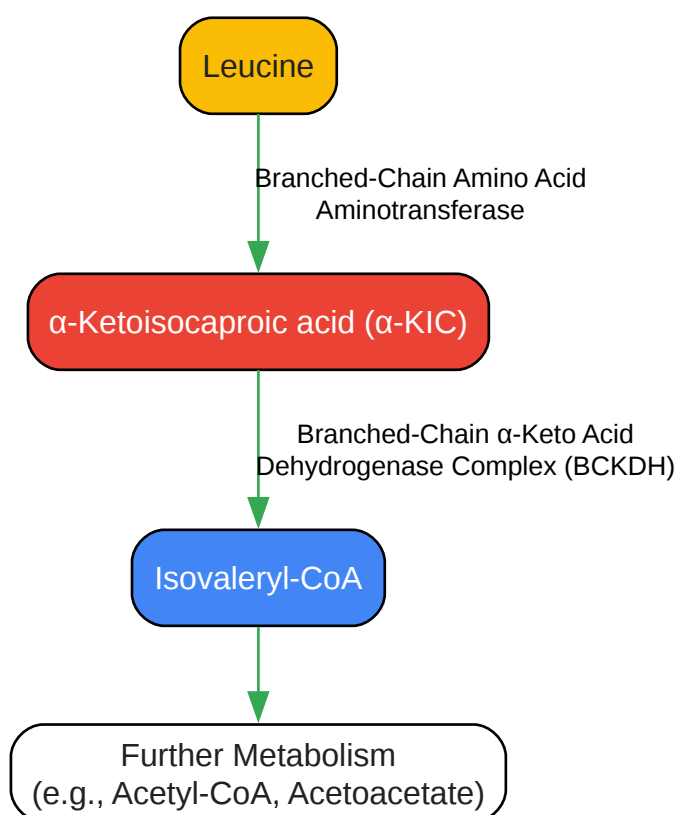 Leucine
Branched-Chain Amino Acid
Aminotransferase
α-Ketoisocaproic acid (α-KIC)
Branched-Chain α-Keto Acid
Dehydrogenase Complex (BCKDH)
Isovaleryl-CoA
Further Metabolism
(e.g., Acetyl-CoA, Acetoacetate)